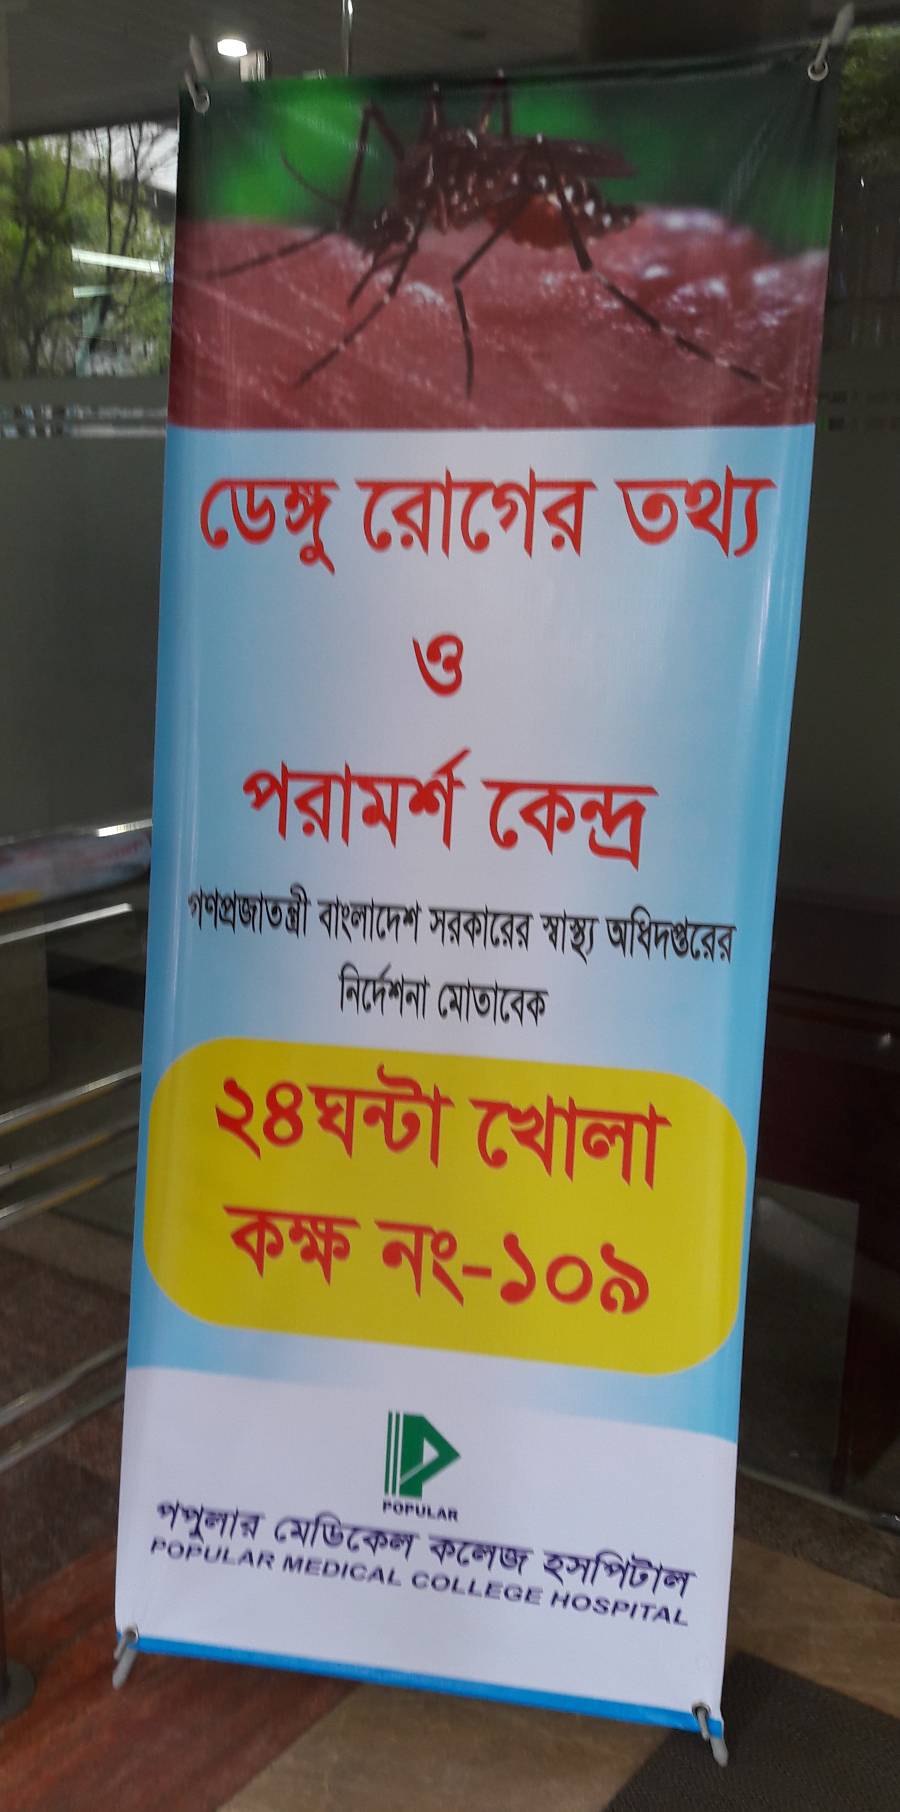 ডেঙ্গু রোগের তথ্য
ও
পরামর্শ কেন্দ্র
গণপ্রজাতন্ত্রী বাংলাদেশ সরকারের স্বাস্থ্য অধিদপ্তরের
নির্দেশনা মোতাবেক
২৪ঘন্টা খোলা
কক্ষ নং-১০৯
POPULAR
পপুলার মেডিকেল কলেজ হসপিটাল
POPULAR MEDICAL COLLEGE HOSPITAL